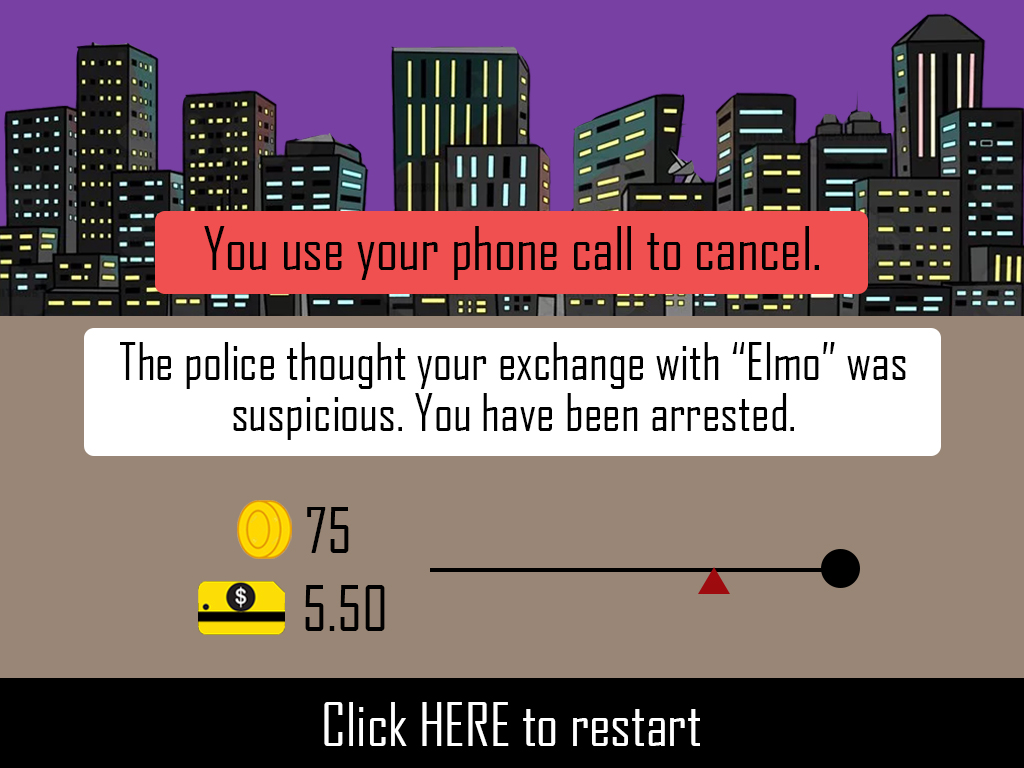 You use your phone call to cancel.
The police thought your exchange with “Elmo” was
suspicious. You have been arrested.
75
$
5.50
Click HERE to restart